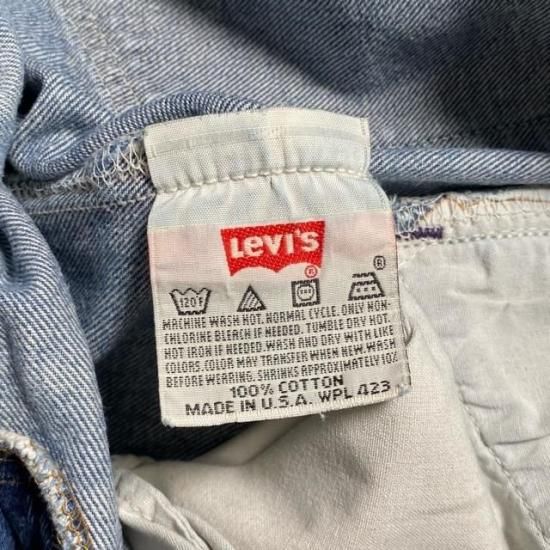 Levi's
®
®
120°F
MACHINE WASH HOT. NORMAL CYCLE. ONLY NON-
CHLORINE BLEACH IF NEEDED. TUMBLE DRY HOT.
HOT IRON IF NEEDED. WASH AND DRY WITH LIKE
COLORS. COLOR MAY TRANSFER WHEN NEW. WASH
BEFORE WEARING. SHRINKS APPROXIMATELY 10%
100% COTTON
MADE IN U.S.A. WPL 423